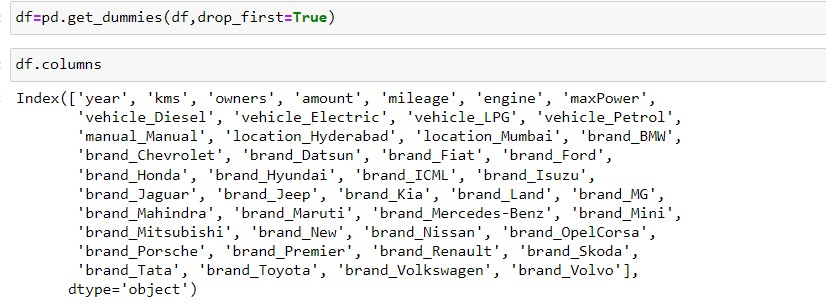 df=pd.get_dummies(df,drop_first=True)
df.columns
Index(['year', 'kms', 'owners', 'amount', 'mileage', 'engine', 'maxPower',
'vehicle_Diesel', 'vehicle_Electric', 'vehicle_LPG', 'vehicle_Petrol',
'manual_Manual', 'location_Hyderabad', 'location_Mumbai', 'brand_BMW',
'brand_Chevrolet', 'brand_Datsun', 'brand_Fiat', 'brand_Ford',
'brand_Honda', 'brand_Hyundai', 'brand_ICML', 'brand_Isuzu',
'brand_Jaguar', 'brand_Jeep', 'brand_Kia', 'brand_Land', 'brand_MG',
'brand_Mahindra', 'brand_Maruti', 'brand_Mercedes-Benz', 'brand_Mini',
'brand_Mitsubishi', 'brand_New', 'brand_Nissan', 'brand_OpelCorsa',
'brand_Porsche', 'brand_Premier', 'brand_Renault', 'brand_Skoda',
'brand_Tata', 'brand_Toyota', 'brand_Volkswagen', 'brand_Volvo'],
dtype='object')